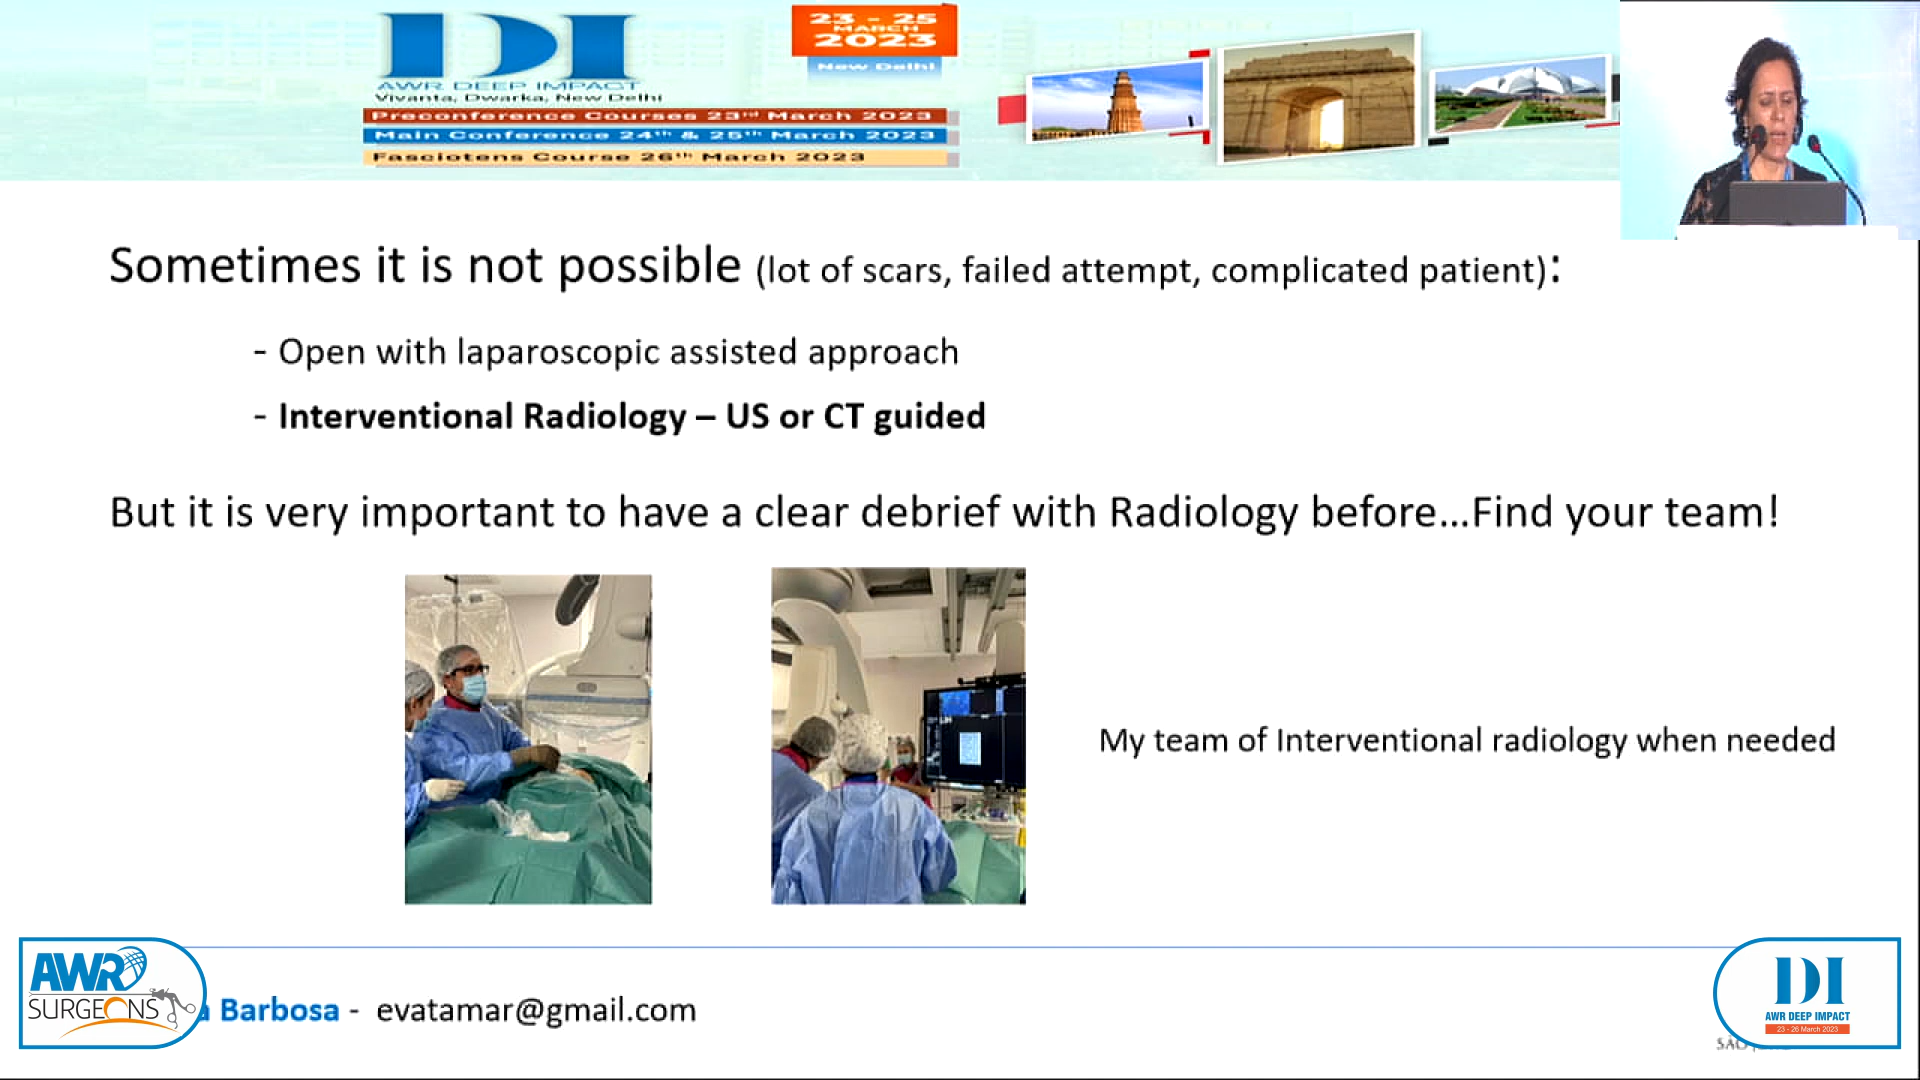 DI
AWR DEEP IMPACT
Vivanta, Dwarka, New Delhi
23 - 25
MARCH
2023
New Delhi
Preconference Courses 23rd March 2023
Main Conference 24th & 25th March 2023
Fasciotens Course 26th March 2023
Sometimes it is not possible (lot of scars, failed attempt, complicated patient):
- Open with laparoscopic assisted approach
- Interventional Radiology – US or CT guided
But it is very important to have a clear debrief with Radiology before...Find your team!
My team of Interventional radiology when needed
AWR
SURGEONS
a Barbosa - evatamar@gmail.com
DI
AWR DEEP IMPACT
23 - 26 March 2023